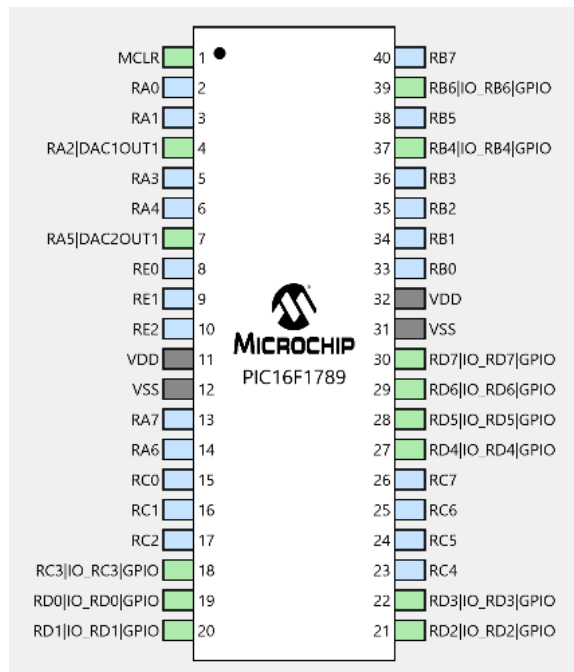 MCLR 1 40 RB7
RA0 2 39 RB6|IO_RB6|GPIO
RA1 3 38 RB5
RA2|DAC1OUT1 4 37 RB4|IO_RB4|GPIO
RA3 5 36 RB3
RA4 6 35 RB2
RA5|DAC2OUT1 7 34 RB1
RE0 8 33 RB0
RE1 9 32 VDD
RE2 10 31 VSS
MICROCHIP
VDD 11 30 RD7|IO_RD7|GPIO
PIC16F1789
VSS 12 29 RD6|IO_RD6|GPIO
RA7 13 28 RD5|IO_RD5|GPIO
RA6 14 27 RD4|IO_RD4|GPIO
RC0 15 26 RC7
RC1 16 25 RC6
RC2 17 24 RC5
RC3|IO_RC3|GPIO 18 23 RC4
RD0|IO_RD0|GPIO 19 22 RD3|IO_RD3|GPIO
RD1|IO_RD1|GPIO 20 21 RD2|IO_RD2|GPIO